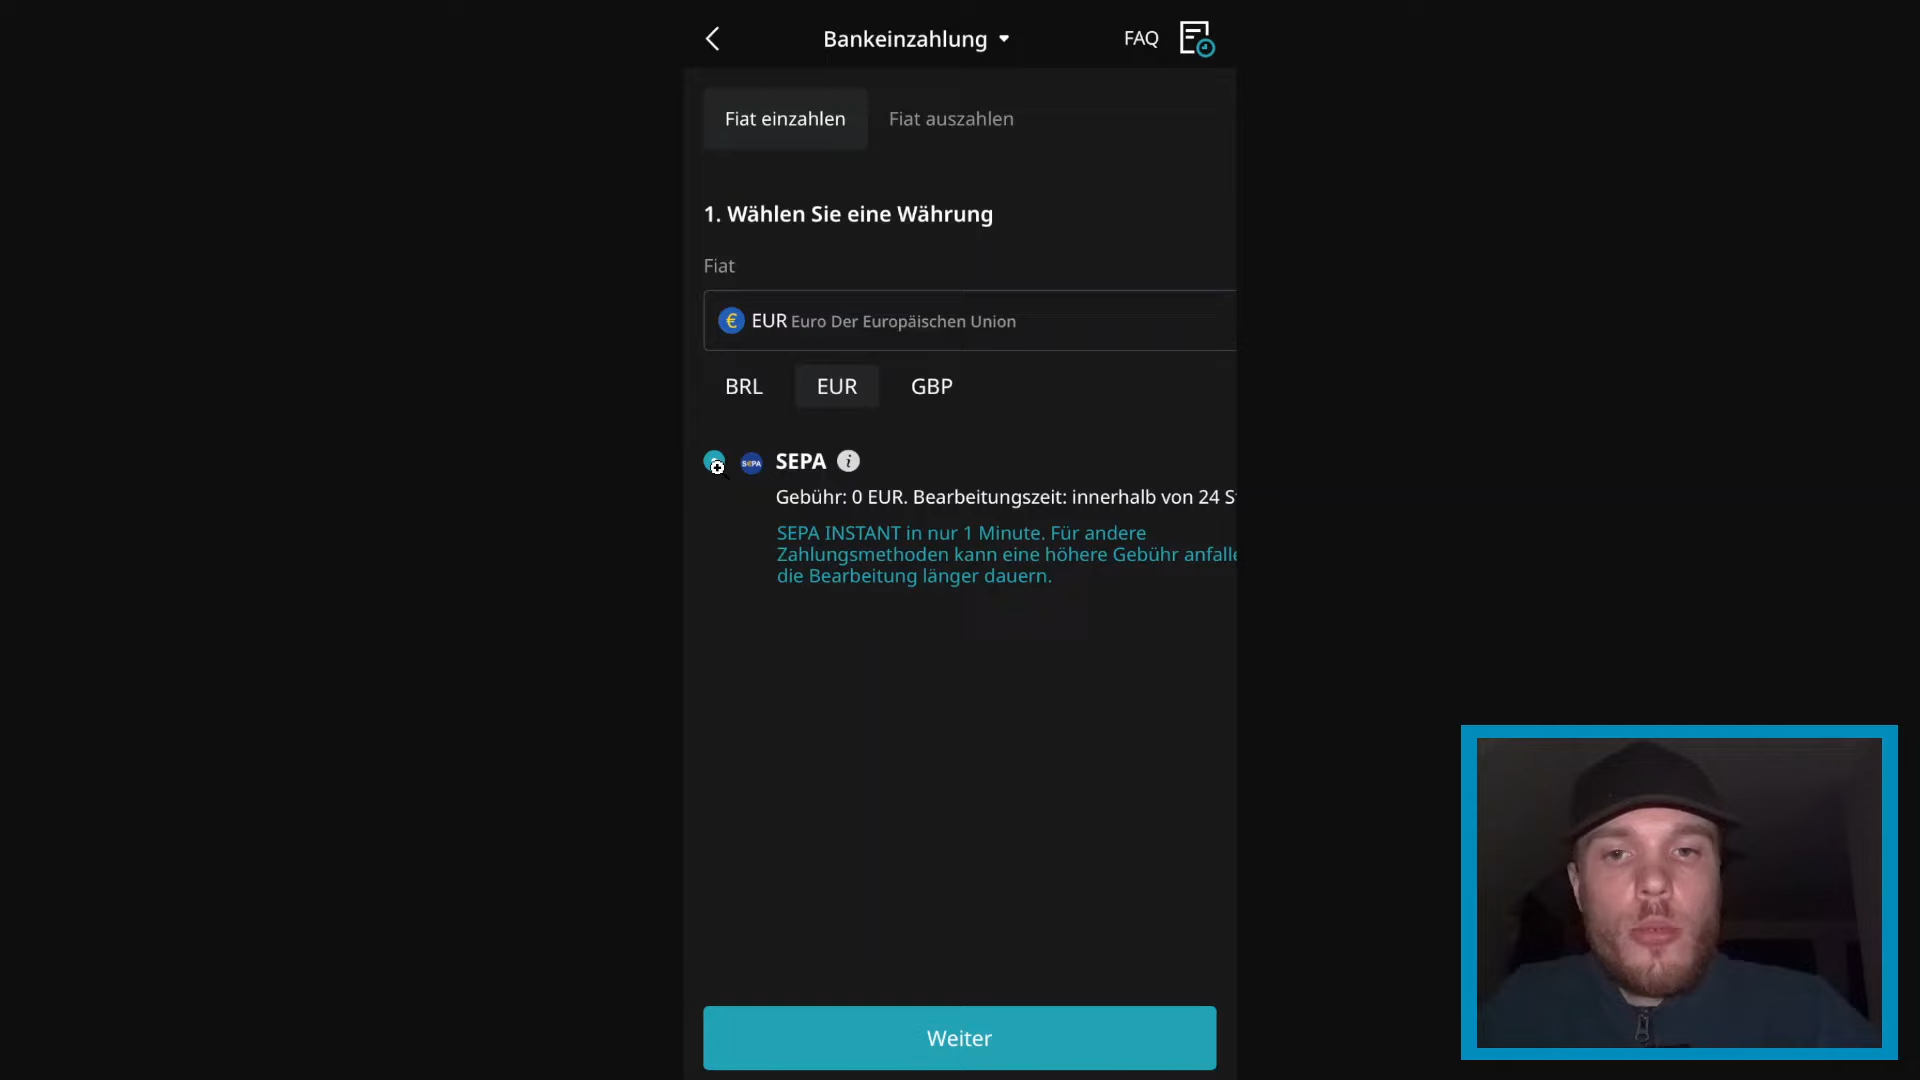 Bankeinzahlung
FAQ
Fiat einzahlen
Fiat auszahlen
1. Wählen Sie eine Währung
Fiat
€ EUR Euro Der Europäischen Union
BRL
EUR
GBP
S€PA SEPA i
Gebühr: 0 EUR. Bearbeitungszeit: innerhalb von 24
SEPA INSTANT in nur 1 Minute. Für andere
Zahlungsmethoden kann eine höhere Gebühr anfalle
die Bearbeitung länger dauern.
Weiter